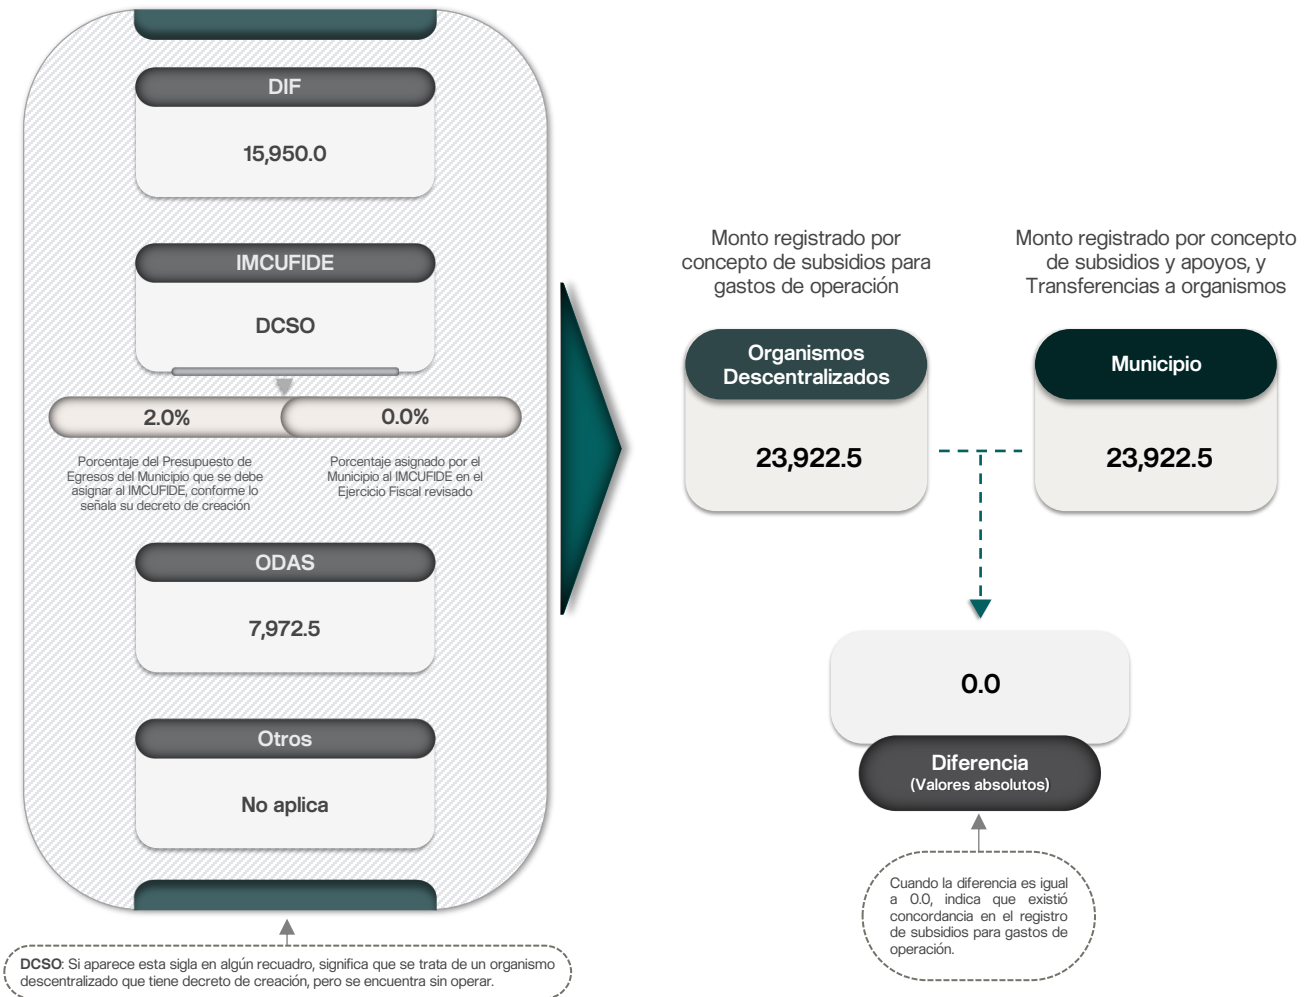 DIF
15,950.0
IMCUFIDE
DCSO
2.0%
0.0%
Porcentaje del Presupuesto de
Egresos del Municipio que se debe
asignar al IMCUFIDE, conforme lo
señala su decreto de creación
Porcentaje asignado por el
Municipio al IMCUFIDE en el
Ejercicio Fiscal revisado
ODAS
7,972.5
Otros
No aplica
DCSO: Si aparece esta sigla en algún recuadro, significa que se trata de un organismo
descentralizado que tiene decreto de creación, pero se encuentra sin operar.
Monto registrado por
concepto de subsidios para
gastos de operación
Organismos
Descentralizados
23,922.5
Monto registrado por concepto
de subsidios y apoyos, y
Transferencias a organismos
Municipio
23,922.5
0.0
Diferencia
(Valores absolutos)
Cuando la diferencia es igual
a 0.0, indica que existió
concordancia en el registro
de subsidios para gastos de
operación.